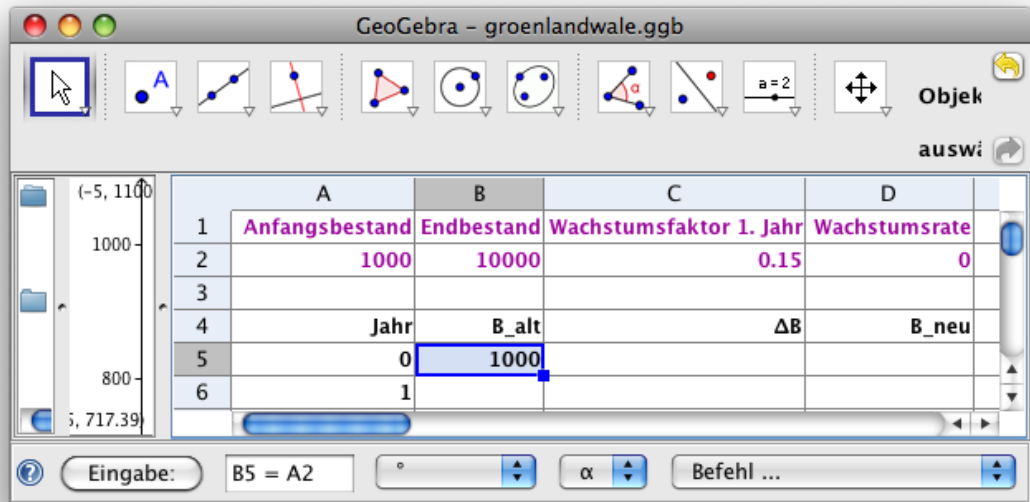 GeoGebra – groenlandwale.ggb
A
α
a=2
Objek
auswä
(-5, 1100
1000
800
5, 717.39)
A B C D
1 Anfangsbestand Endbestand Wachstumsfaktor 1. Jahr Wachstumsrate
2 1000 10000 0.15 0
3
4 Jahr B_alt ΔB B_neu
5 0 1000
6 1
? Eingabe: B5 = A2 ° α Befehl ...